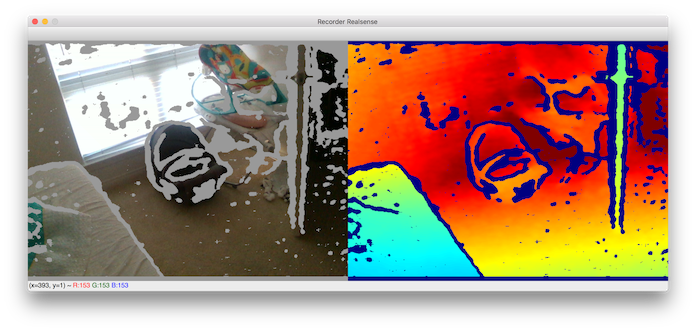 Recorder Realsense
(x=393, y=1) ~ R:153 G:153 B:153